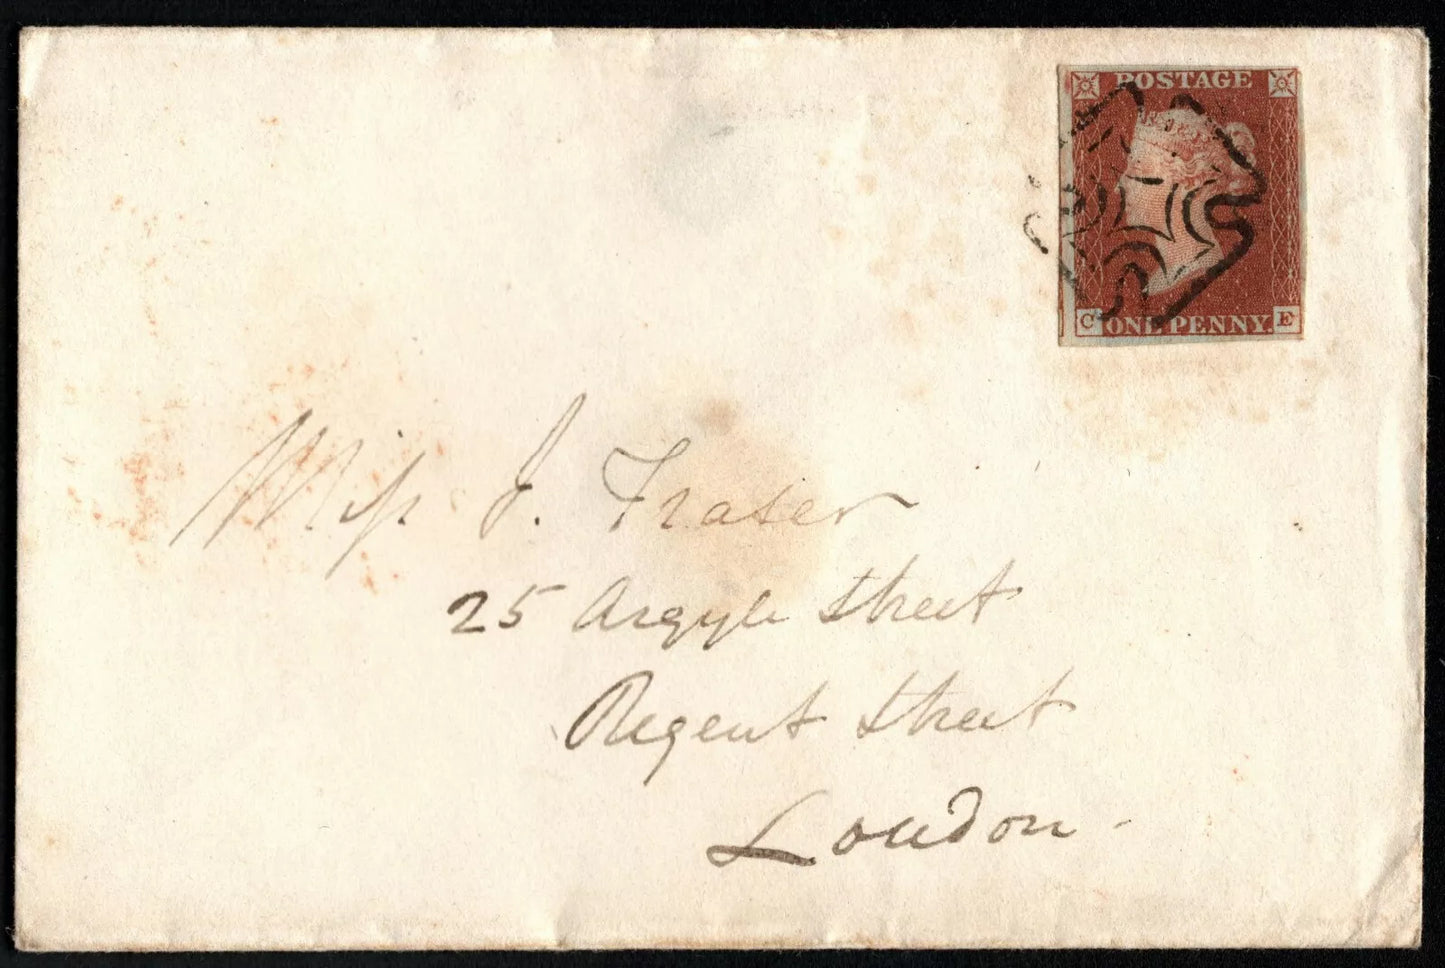 POSTAGE
C ONE PENNY. E
Miſs J. Fraser
25 Argyle Street
Regent Street
London -